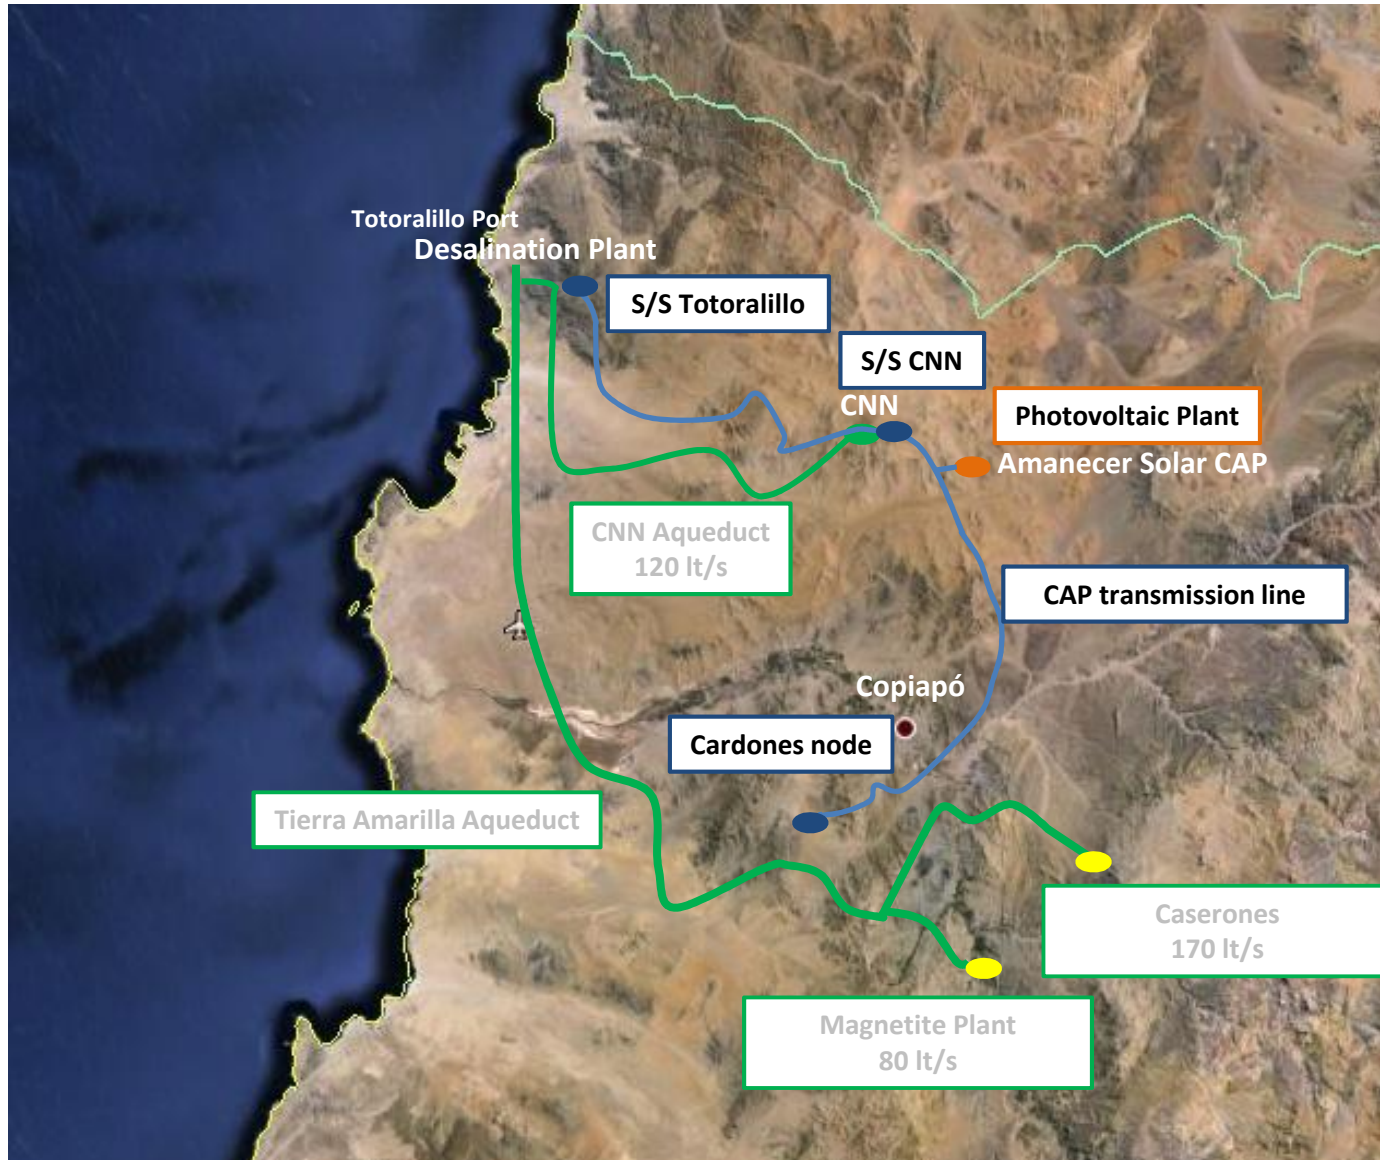 Totoralillo Port
Desalination Plant
S/S Totoralillo
S/S CNN
CNN
Photovoltaic Plant
Amanecer Solar CAP
CNN Aqueduct
120 lt/s
CAP transmission line
Copiapó
Cardones node
Tierra Amarilla Aqueduct
Caserones
170 lt/s
Magnetite Plant
80 lt/s